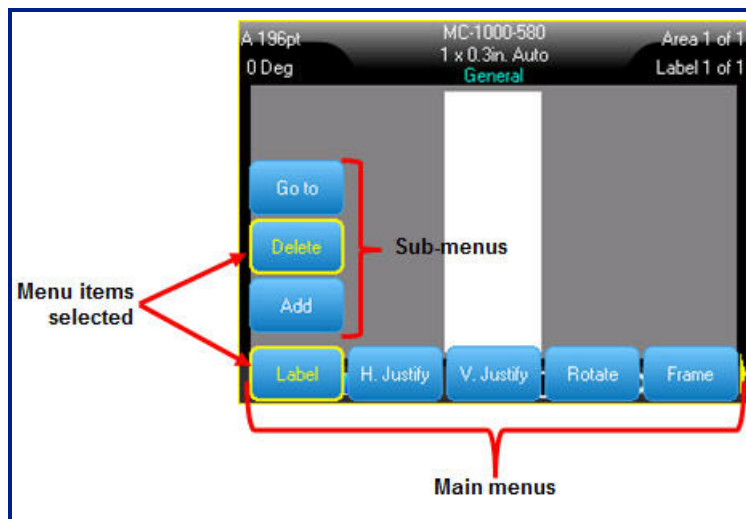 A 196pt
MC-1000-580
Area 1 of 1
0 Deg
1 x 0.3in. Auto
Label 1 of 1
General
Go to
Delete
Sub-menus
Menu items
selected
Add
Label
H. Justify
V. Justify
Rotate
Frame
Main menus